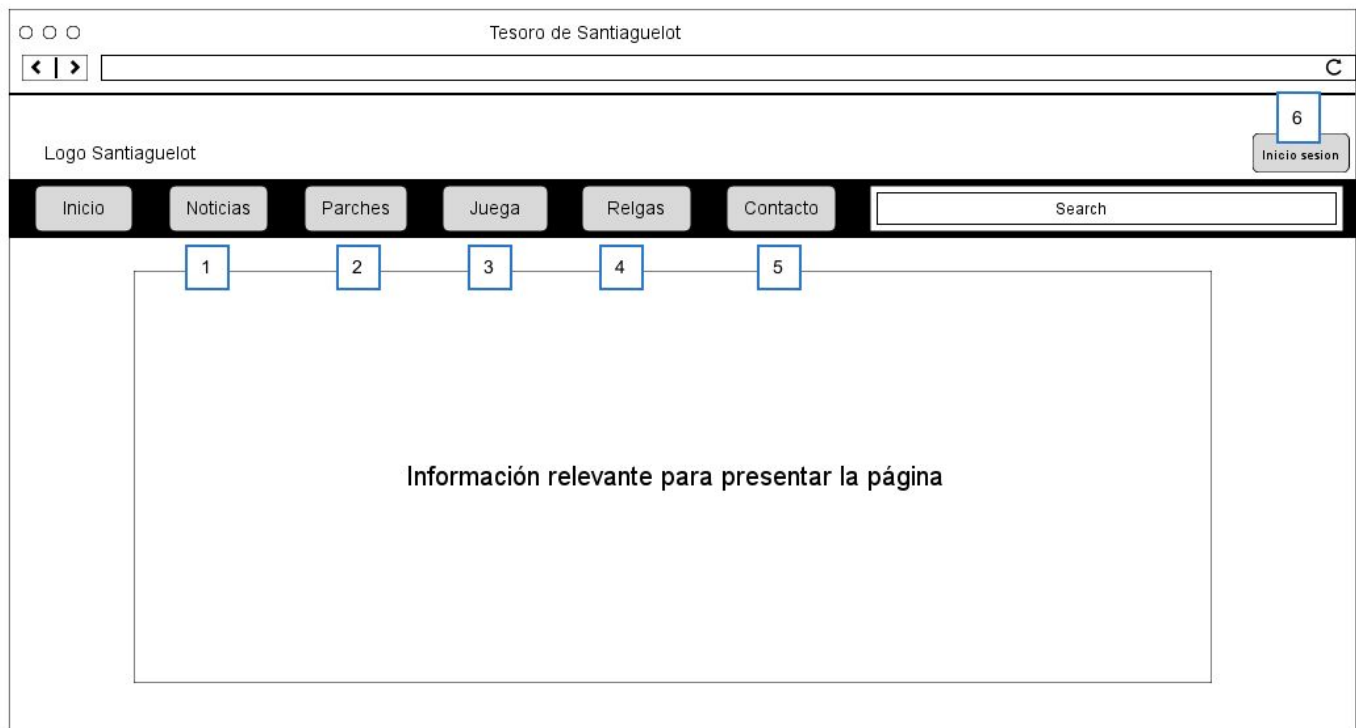 Tesoro de Santiaguelot
6
Logo Santiaguelot
Inicio sesion
Inicio Noticias Parches Juega Relgas Contacto Search
1 2 3 4 5
Información relevante para presentar la página